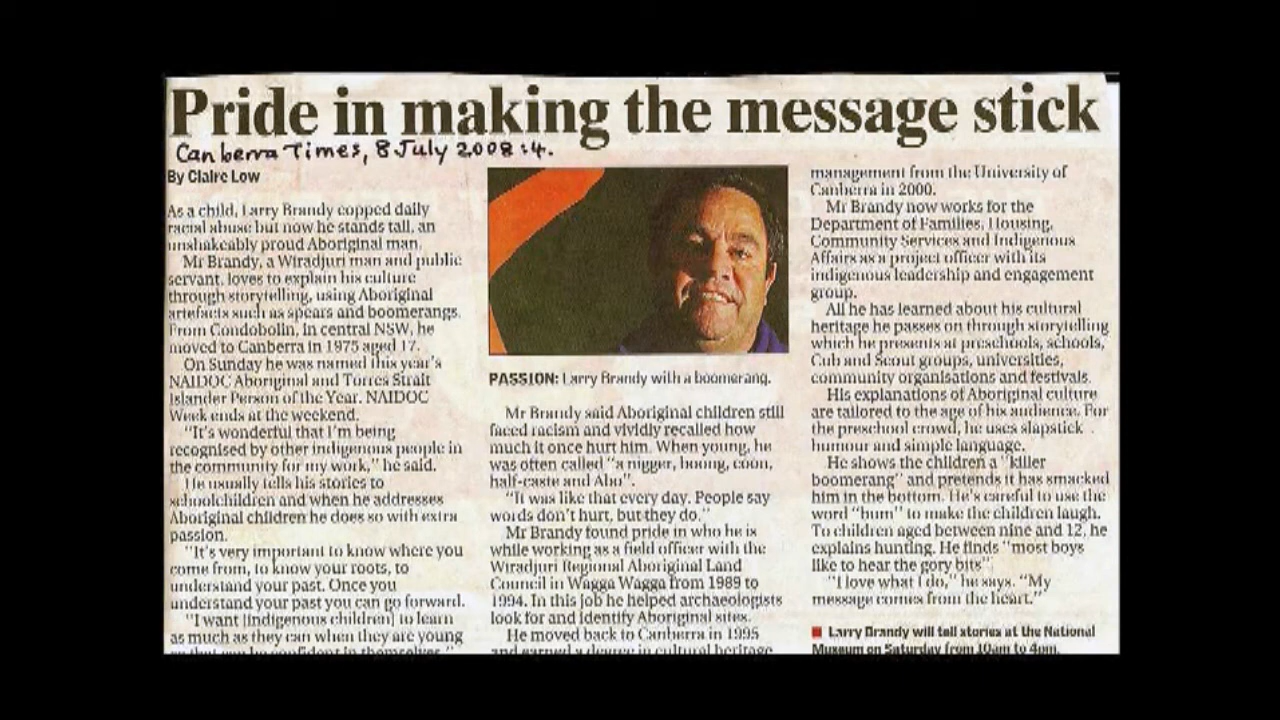 Pride in making the message stick
Canberra Times, 8 July 2008:4.
By Claire Low
As a child, Larry Brandy copped daily
racial abuse but now he stands tall, an
unshakeably proud Aboriginal man.
Mr Brandy, a Wiradjuri man and public
servant, loves to explain his culture
through storytelling, using Aboriginal
artefacts such as spears and boomerangs.
From Condobolin, in central NSW, he
moved to Canberra in 1975 aged 17.
On Sunday he was named this year's
NAIDOC Aboriginal and Torres Strait
Islander Person of the Year. NAIDOC
Week ends at the weekend.
"It's wonderful that I'm being
recognised by other indigenous people in
the community for my work," he said.
He usually tells his stories to
schoolchildren and when he addresses
Aboriginal children he does so with extra
passion.
"It's very important to know where you
come from, to know your roots, to
understand your past. Once you
understand your past you can go forward.
"I want [indigenous children] to learn
as much as they can when they are young
so that can be confident in themselves."
PASSION: Larry Brandy with a boomerang.
Mr Brandy said Aboriginal children still
faced racism and vividly recalled how
much it once hurt him. When young, he
was often called "a nigger, boong, coon,
half-caste and Abo".
"It was like that every day. People say
words don't hurt, but they do."
Mr Brandy found pride in who he is
while working as a field officer with the
Wiradjuri Regional Aboriginal Land
Council in Wagga Wagga from 1989 to
1994. In this job he helped archaeologists
look for and identify Aboriginal sites.
He moved back to Canberra in 1995
and earned a degree in cultural heritage
management from the University of
Canberra in 2000.
Mr Brandy now works for the
Department of Families, Housing,
Community Services and Indigenous
Affairs as a project officer with its
indigenous leadership and engagement
group.
All he has learned about his cultural
heritage he passes on through storytelling
which he presents at preschools, schools,
Cub and Scout groups, universities,
community organisations and festivals.
His explanations of Aboriginal culture
are tailored to the age of his audience. For
the preschool crowd, he uses slapstick
humour and simple language.
He shows the children a "killer
boomerang" and pretends it has smacked
him in the bottom. He's careful to use the
word "bum" to make the children laugh.
To children aged between nine and 12, he
explains hunting. He finds "most boys
like to hear the gory bits".
"I love what I do," he says. "My
message comes from the heart."
Larry Brandy will tell stories at the National
Museum on Saturday from 10am to 4pm.